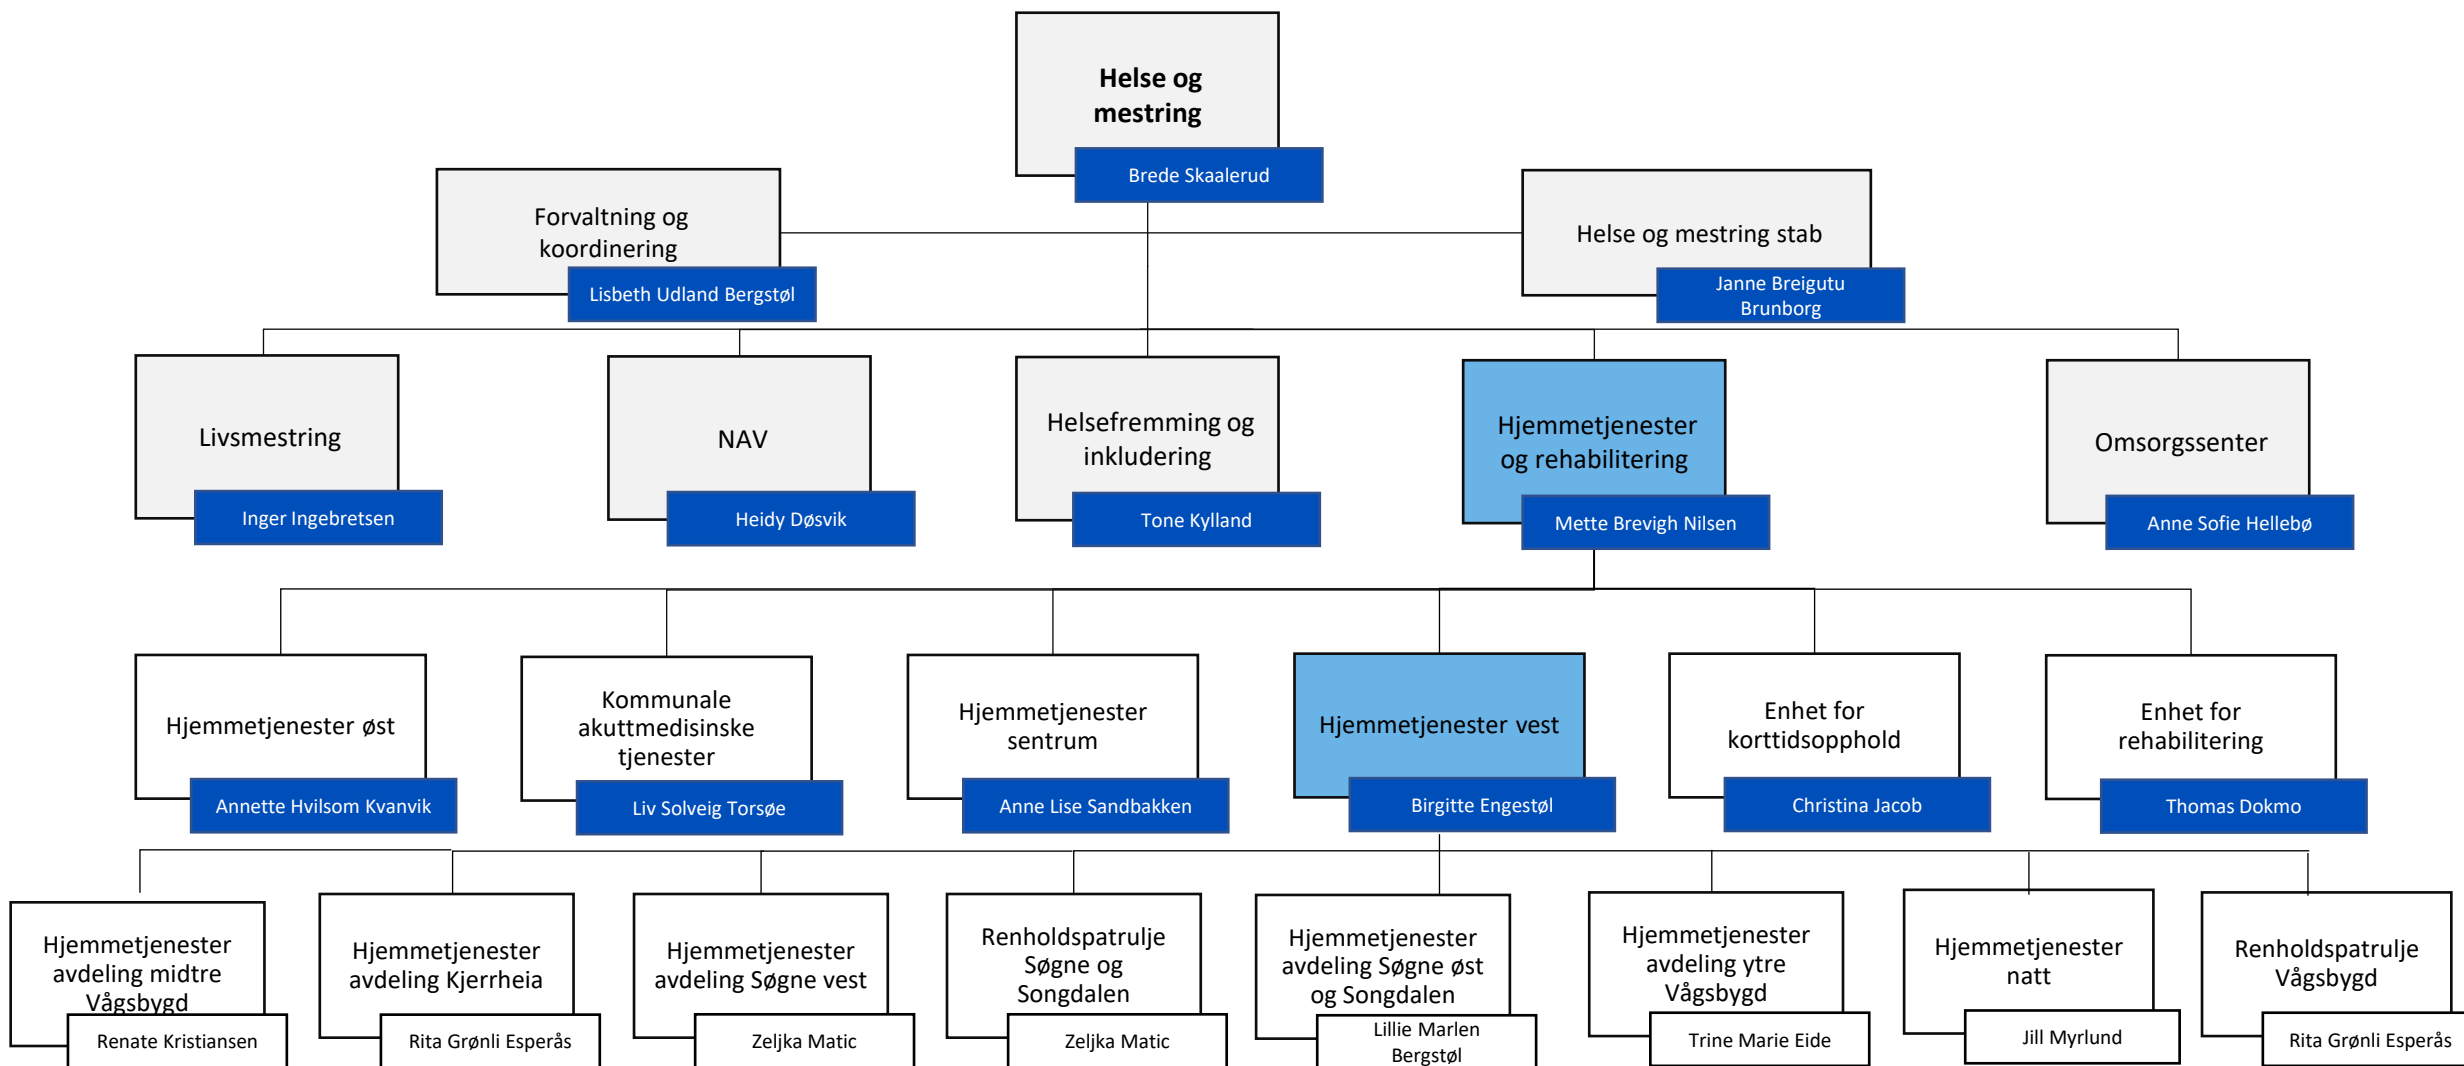 Helse og
mestring
Brede Skaalerud
Forvaltning og
koordinering
Lisbeth Udland Bergstøl
Helse og mestring stab
Janne Breigutu
Brunborg
Livsmestring
Inger Ingebretsen
NAV
Heidy Døsvik
Helsefremming og
inkludering
Tone Kylland
Hjemmetjenester
og rehabilitering
Mette Brevigh Nilsen
Omsorgssenter
Anne Sofie Hellebø
Hjemmetjenester øst
Annette Hvilsom Kvanvik
Kommunale
akuttmedisinske
tjenester
Liv Solveig Torsøe
Hjemmetjenester
sentrum
Anne Lise Sandbakken
Hjemmetjenester vest
Birgitte Engestøl
Enhet for
korttidsopphold
Christina Jacob
Enhet for
rehabilitering
Thomas Dokmo
Hjemmetjenester
avdeling midtre
Vågsbygd
Renate Kristiansen
Hjemmetjenester
avdeling Kjerrheia
Rita Grønli Esperås
Hjemmetjenester
avdeling Søgne vest
Zeljka Matic
Renholdspatrulje
Søgne og
Songdalen
Zeljka Matic
Hjemmetjenester
avdeling Søgne øst
og Songdalen
Lillie Marlen
Bergstøl
Hjemmetjenester
avdeling ytre
Vågsbygd
Trine Marie Eide
Hjemmetjenester
natt
Jill Myrlund
Renholdspatrulje
Vågsbygd
Rita Grønli Esperås